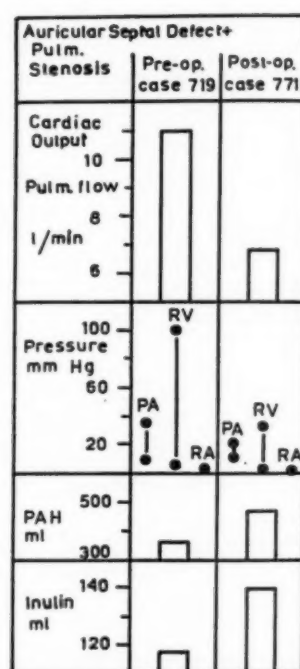 Auricular Septal Defect+
Pulm.
Stenosis
Pre-op.
case 719
Post-op.
case 771
Cardiac
Output
Pulm. flow
l/min
10
8
6
Pressure
mm Hg
100
60
20
PA
RV
RA
PA
RV
RA
PAH
ml
500
300
Inulin
ml
140
120